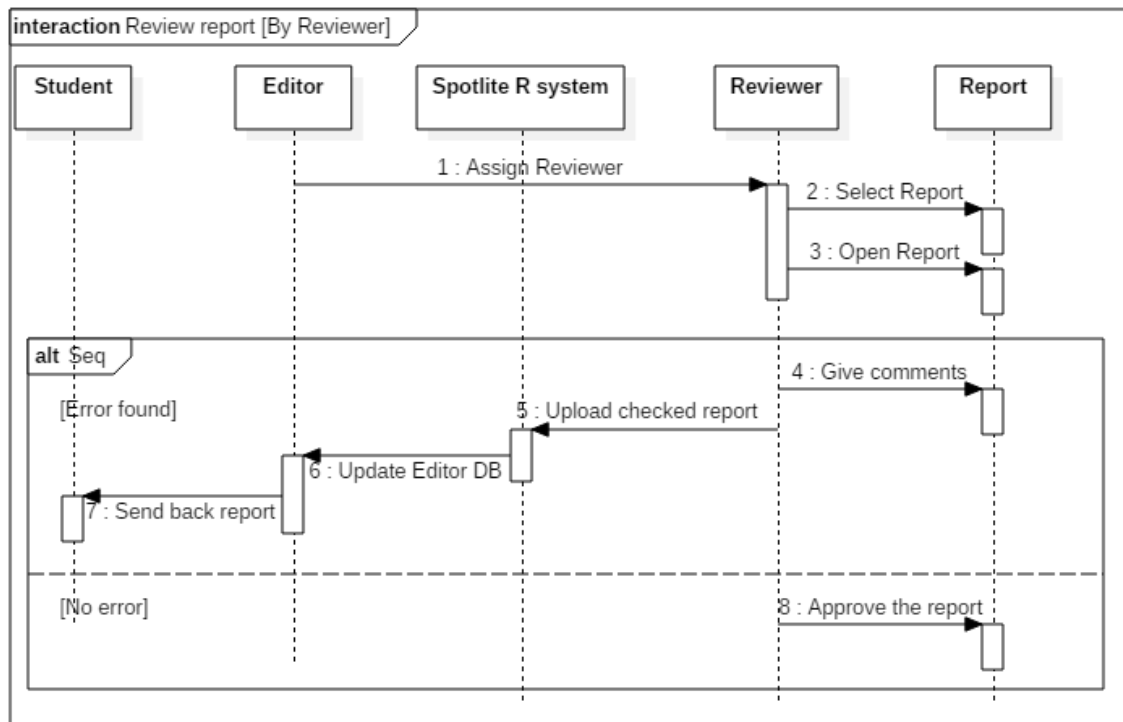 interaction Review report [By Reviewer]
Student
Editor
Spotlite R system
Reviewer
Report
1 : Assign Reviewer
2 : Select Report
3 : Open Report
alt Seq
4 : Give comments
[Error found]
5 : Upload checked report
6 : Update Editor DB
7 : Send back report
[No error]
8 : Approve the report